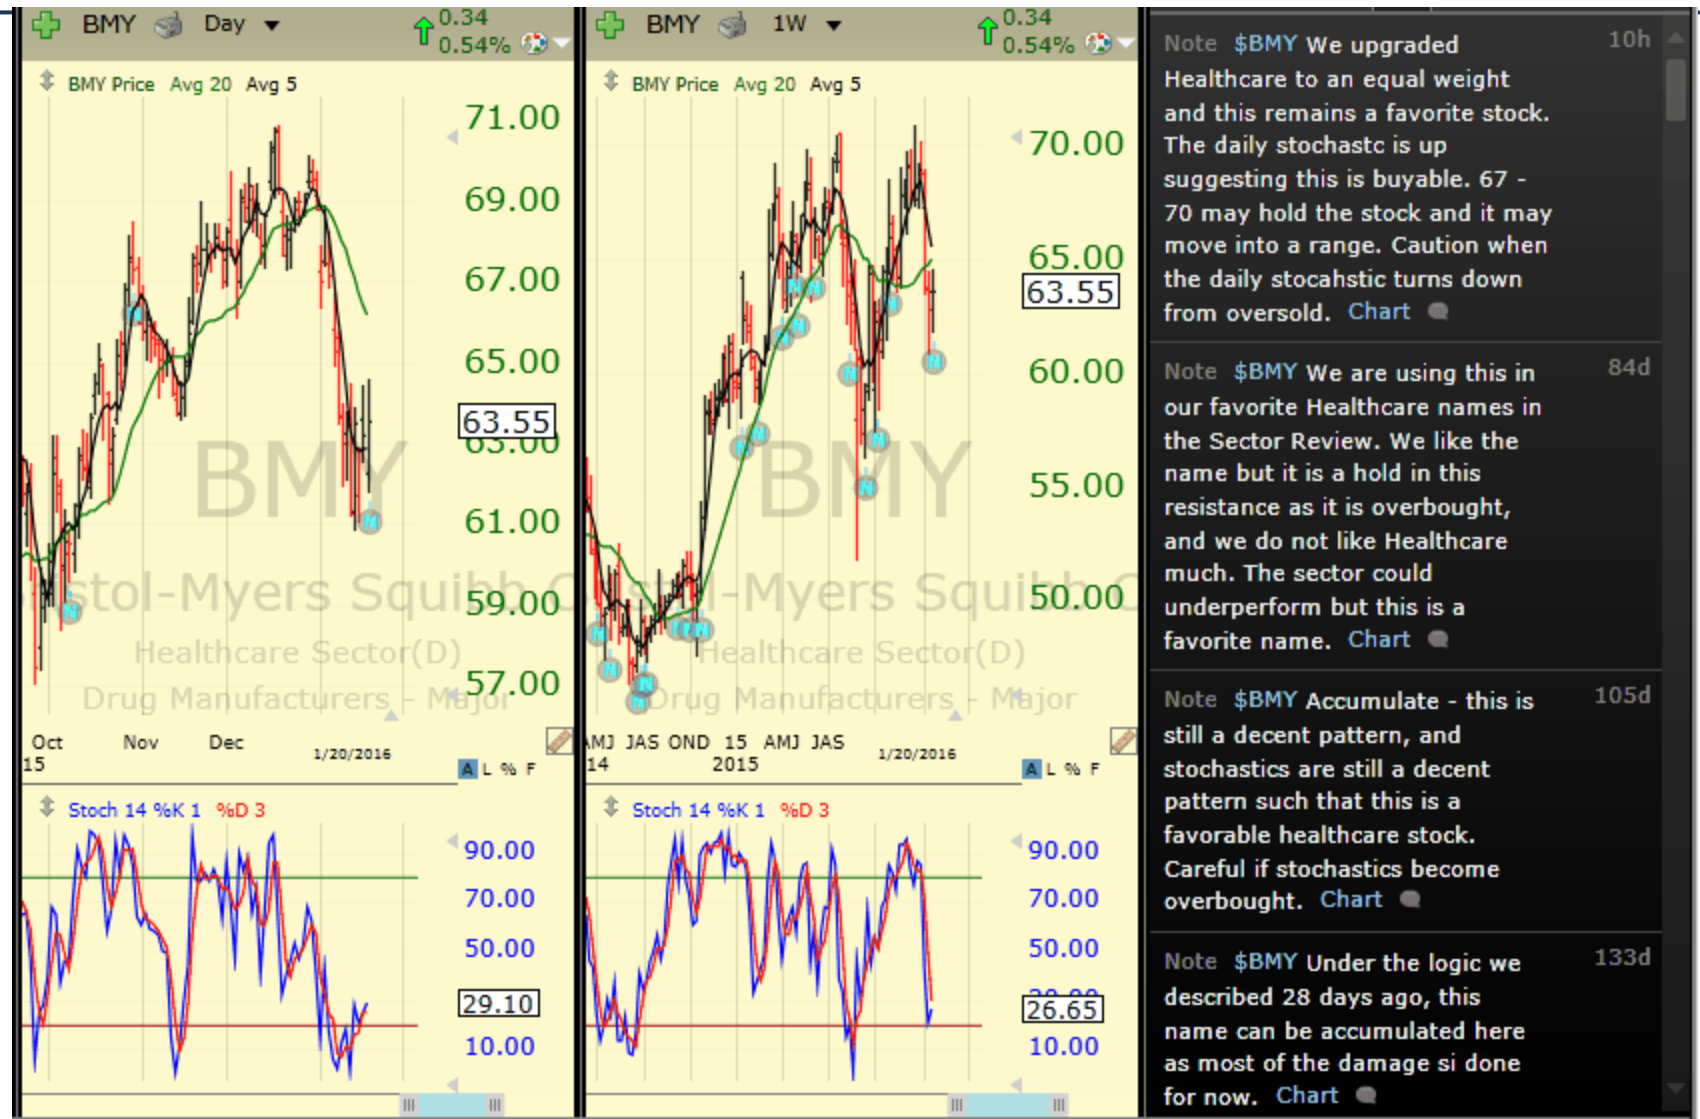 BMY Day 0.34
0.54%
BMY Price Avg 20 Avg 5
71.00
69.00
67.00
65.00
63.55
63.00
61.00
59.00
57.00
BMY
Healthcare Sector(D)
Drug Manufacturers - Major
Oct Nov Dec 1/20/2016
15
A L % F
Stoch 14 %K 1 %D 3
90.00
70.00
50.00
29.10
10.00
BMY 1W 0.34
0.54%
BMY Price Avg 20 Avg 5
70.00
65.00
63.55
60.00
55.00
50.00
BMY
Healthcare Sector(D)
Drug Manufacturers - Major
AMJ JAS OND 15 AMJ JAS 1/20/2016
14 2015
A L % F
Stoch 14 %K 1 %D 3
90.00
70.00
50.00
26.65
10.00
Note $BMY We upgraded 10h
Healthcare to an equal weight
and this remains a favorite stock.
The daily stochastc is up
suggesting this is buyable. 67 -
70 may hold the stock and it may
move into a range. Caution when
the daily stocahstic turns down
from oversold. Chart
Note $BMY We are using this in 84d
our favorite Healthcare names in
the Sector Review. We like the
name but it is a hold in this
resistance as it is overbought,
and we do not like Healthcare
much. The sector could
underperform but this is a
favorite name. Chart
Note $BMY Accumulate - this is 105d
still a decent pattern, and
stochastics are still a decent
pattern such that this is a
favorable healthcare stock.
Careful if stochastics become
overbought. Chart
Note $BMY Under the logic we 133d
described 28 days ago, this
name can be accumulated here
as most of the damage si done
for now. Chart